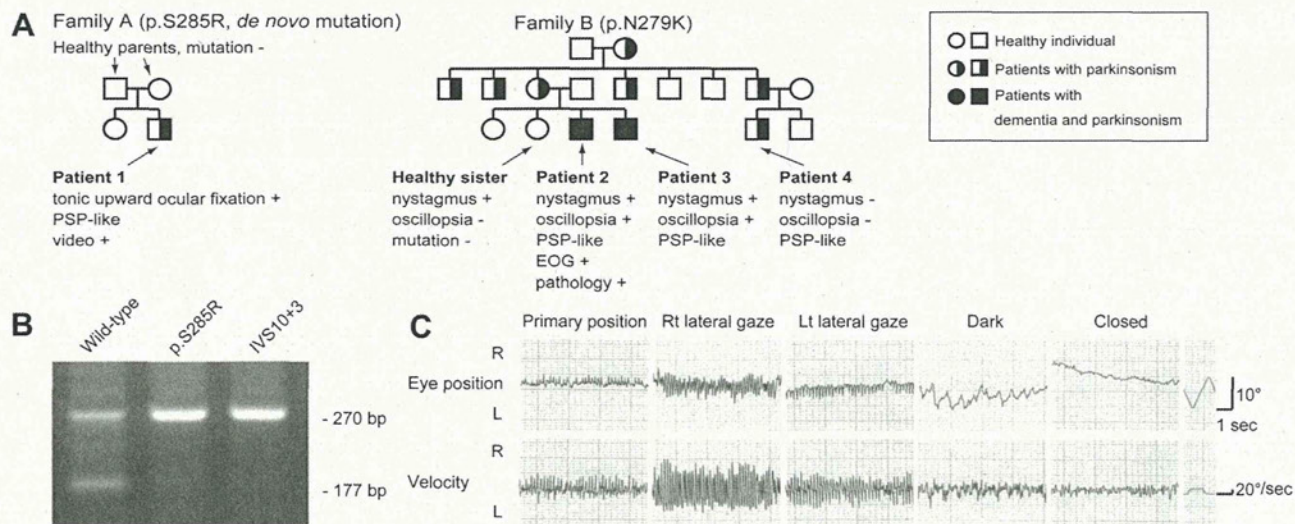 A
Family A (p.S285R, de novo mutation)
Healthy parents, mutation -
Patient 1
tonic upward ocular fixation +
PSP-like
video +
Family B (p.N279K)
Healthy sister
nystagmus +
oscillopsia -
mutation -
Patient 2
nystagmus +
oscillopsia +
PSP-like
EOG +
pathology +
Patient 3
nystagmus +
oscillopsia +
PSP-like
Patient 4
nystagmus -
oscillopsia -
PSP-like
Healthy individual
Patients with parkinsonism
Patients with
dementia and parkinsonism
B
Wild-type
p.S285R
IVS10+3
- 270 bp
- 177 bp
C
Primary position
Rt lateral gaze
Lt lateral gaze
Dark
Closed
R
Eye position
L
10°
1 sec
R
Velocity
L
20°/sec